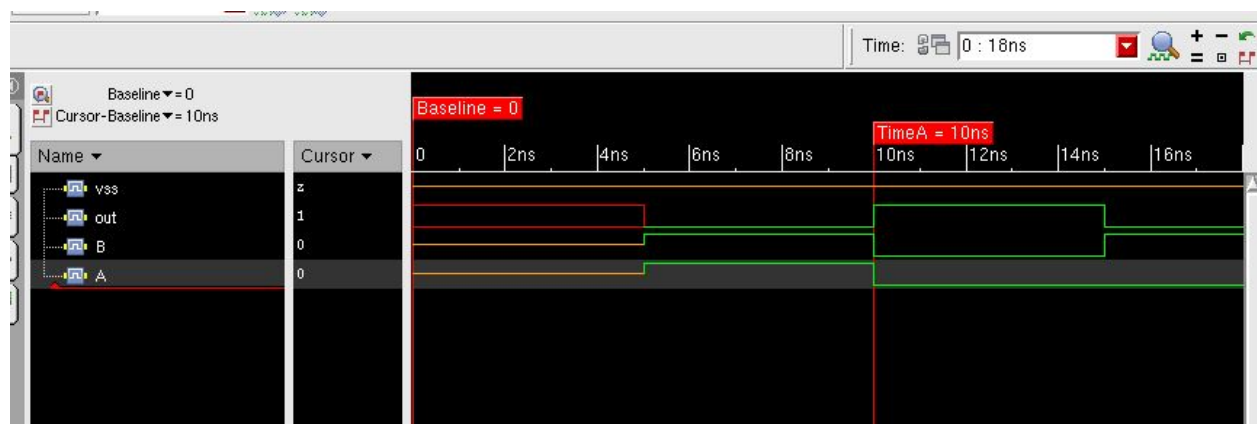 Time: 0 : 18ns
Baseline▼= 0
Cursor-Baseline▼= 10ns
Baseline = 0
TimeA = 10ns
Name ▼ Cursor ▼ 0 2ns 4ns 6ns 8ns 10ns 12ns 14ns 16ns
vss z
out 1
B 0
A 0